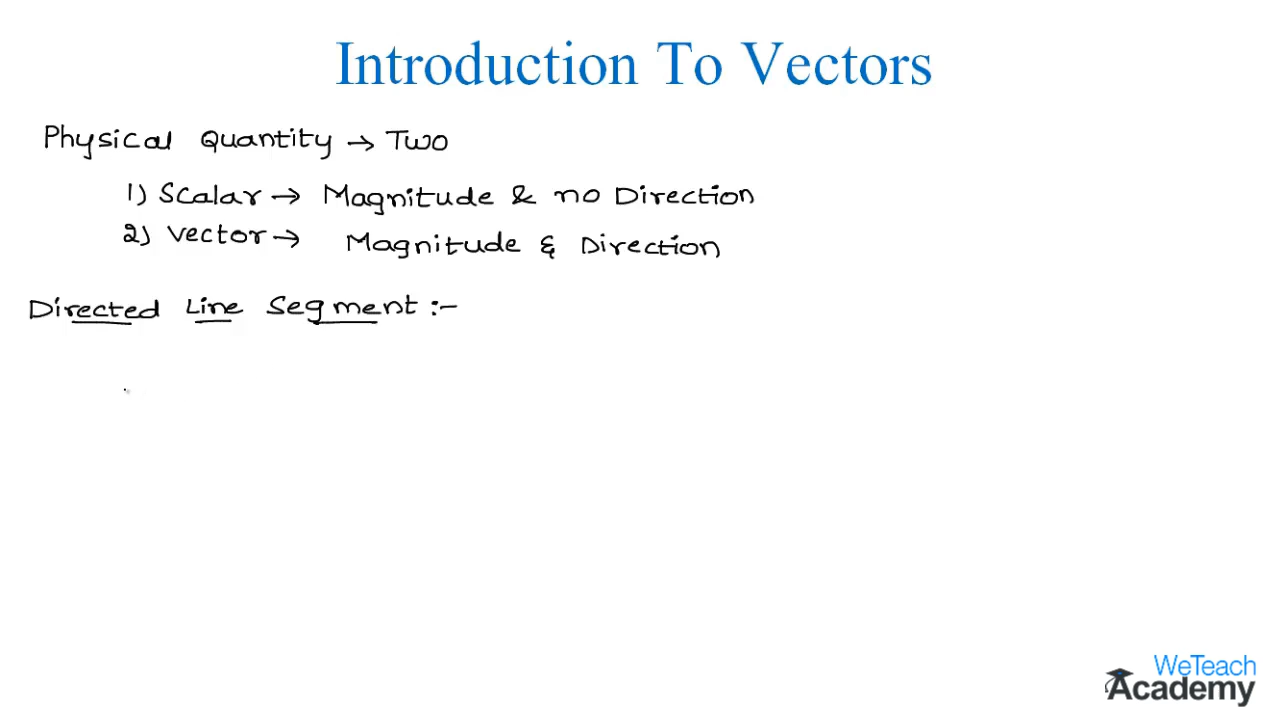 Introduction To Vectors
Physical Quantity → Two
1) Scalar → Magnitude & no Direction
2) Vector → Magnitude & Direction
Directed Line Segment :-
WeTeach
Academy